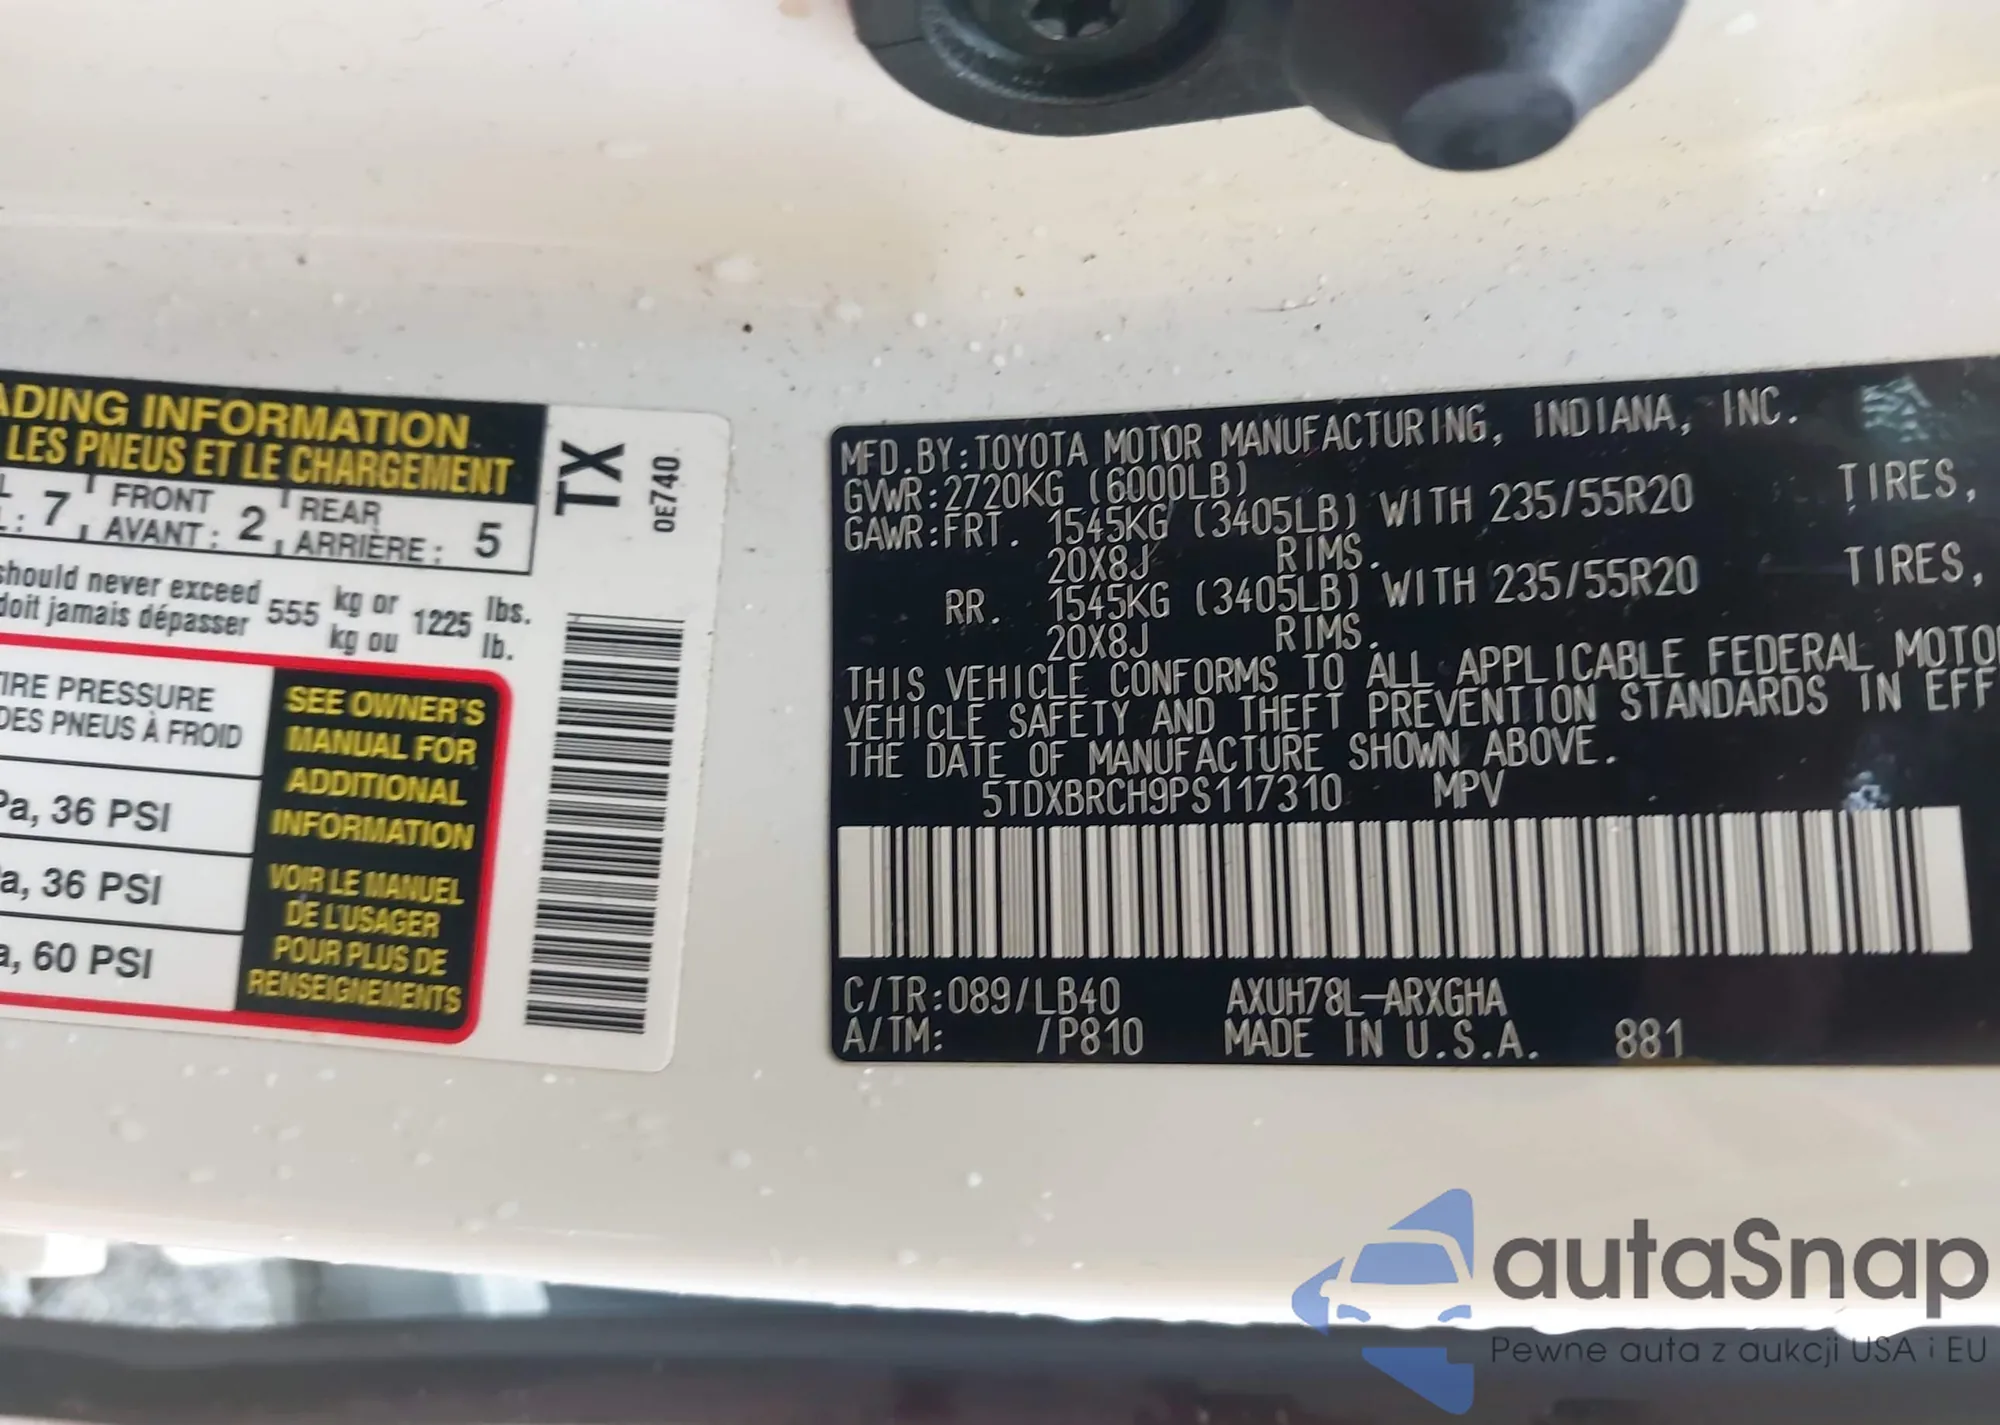 ADING INFORMATION
LES PNEUS ET LE CHARGEMENT
7 FRONT 2 REAR 5
AVANT : ARRIÈRE :
should never exceed 555 kg or 1225 lbs.
doit jamais dépasser kg ou lb.
TIRE PRESSURE
DES PNEUS À FROID
Pa, 36 PSI
a, 36 PSI
a, 60 PSI
SEE OWNER'S
MANUAL FOR
ADDITIONAL
INFORMATION
VOIR LE MANUEL
DE L'USAGER
POUR PLUS DE
RENSEIGNEMENTS
TX
0E740
MFD.BY:TOYOTA MOTOR MANUFACTURING, INDIANA, INC.
GVWR:2720KG (6000LB)
GAWR:FRT. 1545KG (3405LB) WITH 235/55R20 TIRES,
20X8J RIMS.
RR. 1545KG (3405LB) WITH 235/55R20 TIRES,
20X8J RIMS.
THIS VEHICLE CONFORMS TO ALL APPLICABLE FEDERAL MOTO
VEHICLE SAFETY AND THEFT PREVENTION STANDARDS IN EFF
THE DATE OF MANUFACTURE SHOWN ABOVE.
5TDXBRCH9PS117310 MPV
C/TR:089/LB40 AXUH78L-ARXGHA
A/TM: /P810 MADE IN U.S.A. 881
autaSnap
Pewne auta z aukcji USA i EU